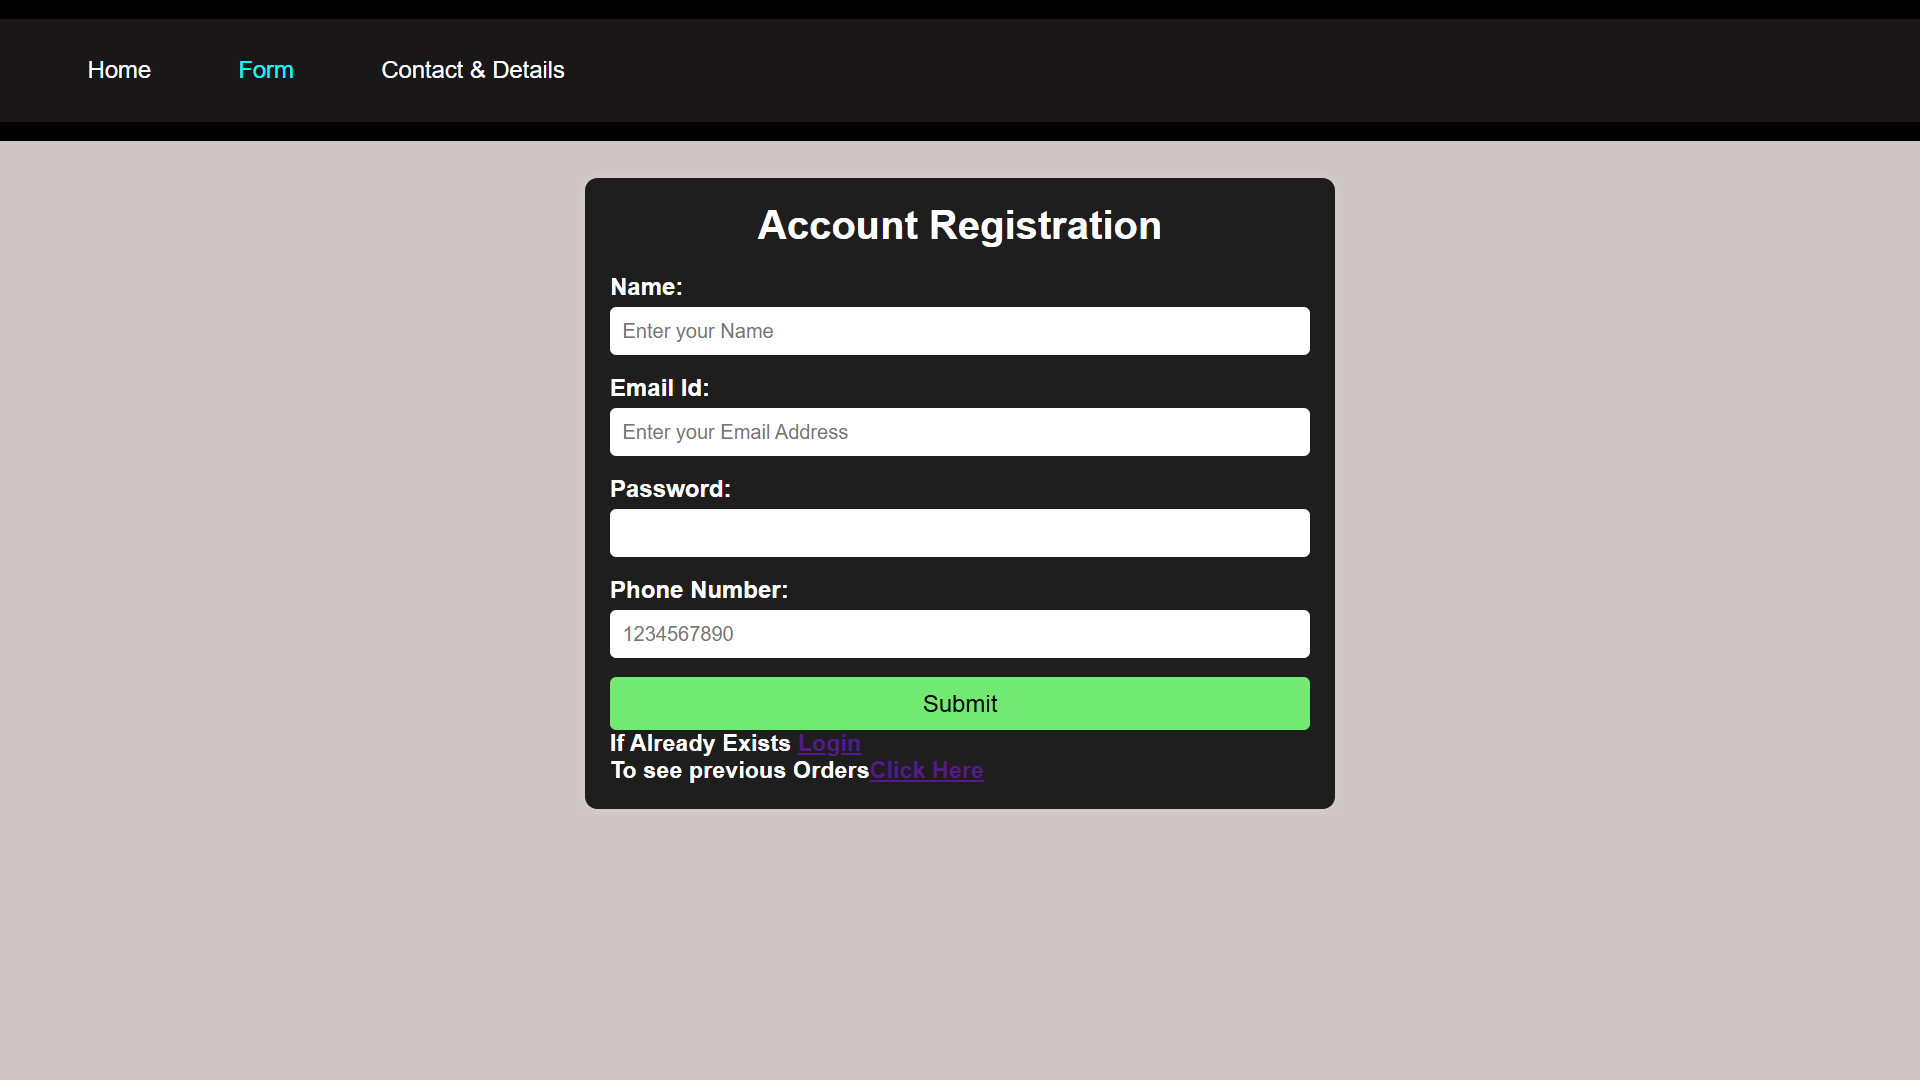 Home Form Contact & Details
Account Registration
Name:
Enter your Name
Email Id:
Enter your Email Address
Password:
Phone Number:
1234567890
Submit
If Already Exists Login
To see previous OrdersClick Here